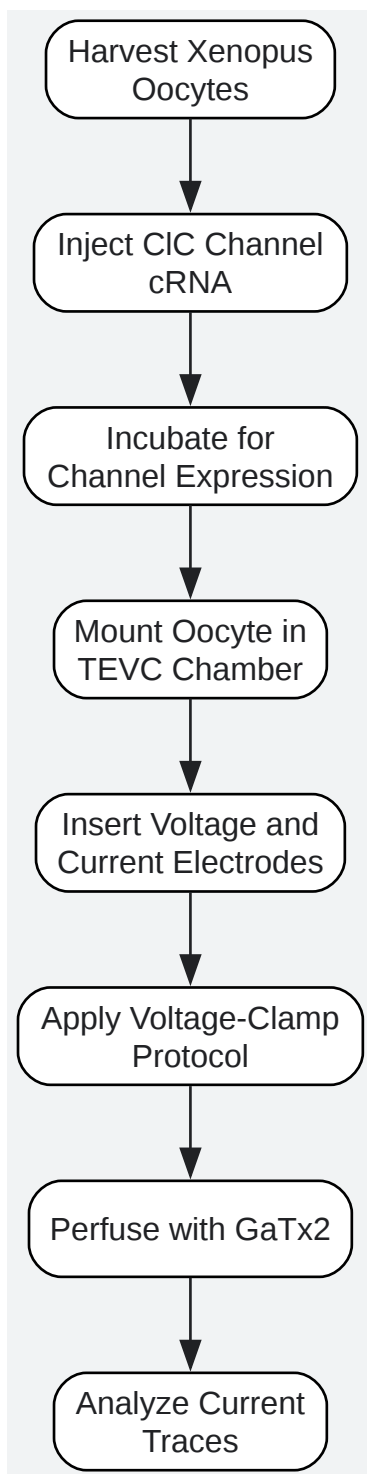 Harvest Xenopus
Oocytes
Inject ClC Channel
cRNA
Incubate for
Channel Expression
Mount Oocyte in
TEVC Chamber
Insert Voltage and
Current Electrodes
Apply Voltage-Clamp
Protocol
Perfuse with GaTx2
Analyze Current
Traces